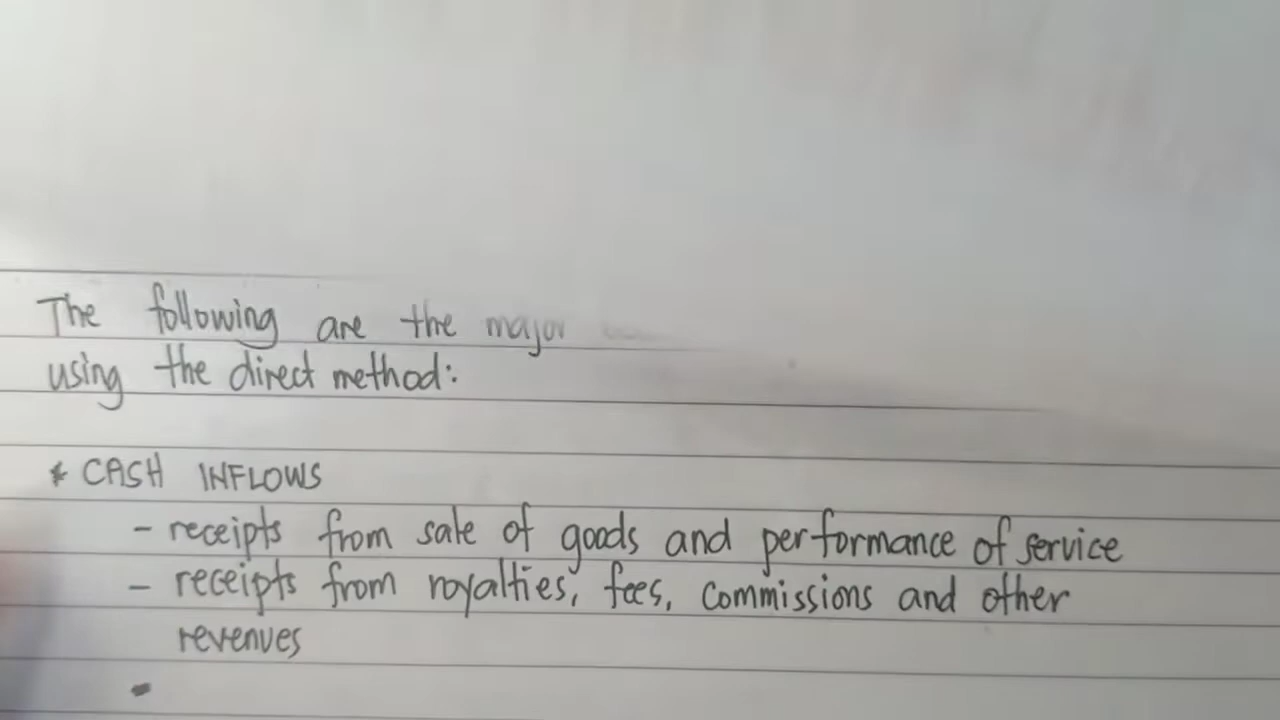 The following are the major
using the direct method:
* CASH INFLOWS
- receipts from sale of goods and performance of service
- receipts from royalties, fees, commissions and other
revenues
-